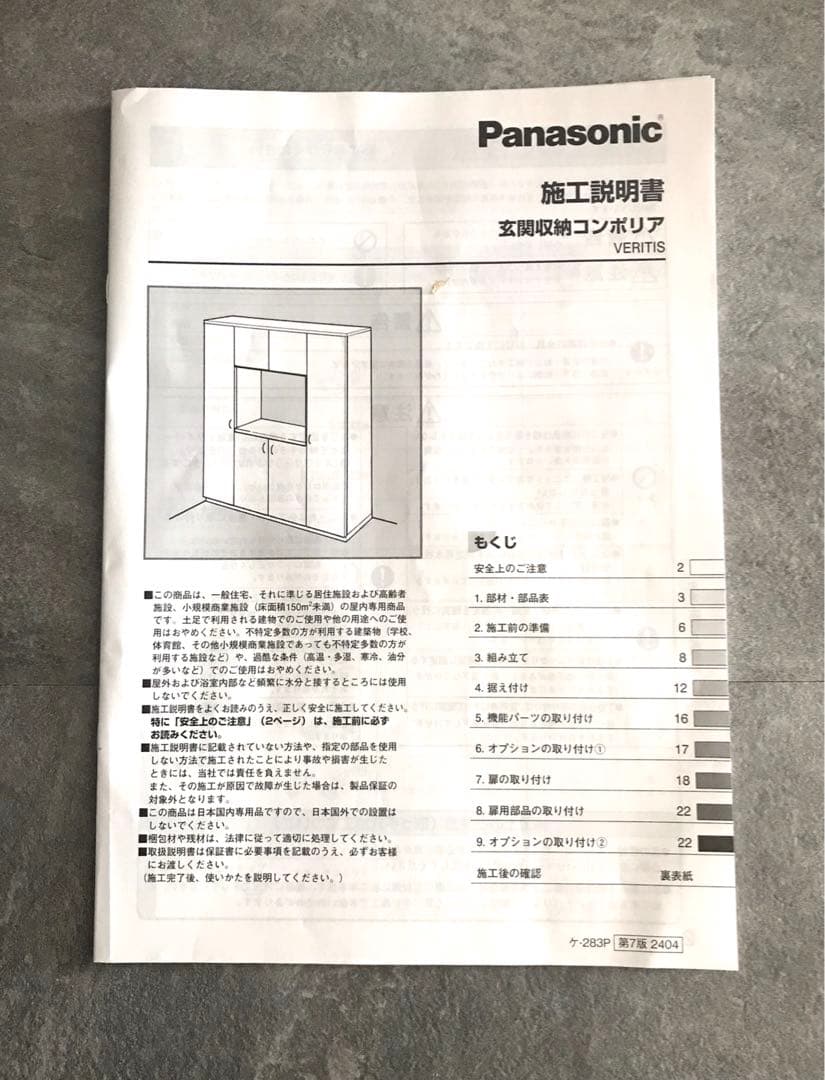 Panasonic®
施工説明書
玄関収納コンポリア
VERITIS
■この商品は、一般住宅、それに準じる居住施設および高齢者
施設、小規模商業施設（床面積150m²未満）の屋内専用商品
です。土足で利用される建物でのご使用や他の用途へのご使
用はおやめください。不特定多数の方が利用する建築物（学校、
体育館、その他小規模商業施設であっても不特定多数の方が
利用する施設など）や、過酷な条件（高温・多湿、寒冷、油分
が多いなど）でのご使用はおやめください。
■屋外および浴室内部など頻繁に水分と接するところには使用
しないでください。
■施工説明書をよくお読みのうえ、正しく安全に施工してください。
特に「安全上のご注意」（2ページ）は、施工前に必ず
お読みください。
■施工説明書に記載されていない方法や、指定の部品を使用
しない方法で施工されたことにより事故や損害が生じた
ときには、当社では責任を負えません。
また、その施工が原因で故障が生じた場合は、製品保証の
対象外となります。
■この商品は日本国内専用品ですので、日本国外での設置は
しないでください。
■梱包材や残材は、法律に従って適切に処理してください。
■取扱説明書は保証書に必要事項を記載のうえ、必ずお客様
にお渡しください。
（施工完了後、使いかたを説明してください。）
もくじ
安全上のご注意 2
1. 部材・部品表 3
2. 施工前の準備 6
3. 組み立て 8
4. 据え付け 12
5. 機能パーツの取り付け 16
6. オプションの取り付け① 17
7. 扉の取り付け 18
8. 扉用部品の取り付け 22
9. オプションの取り付け② 22
施工後の確認 裏表紙
ケ-283P 第7版 2404